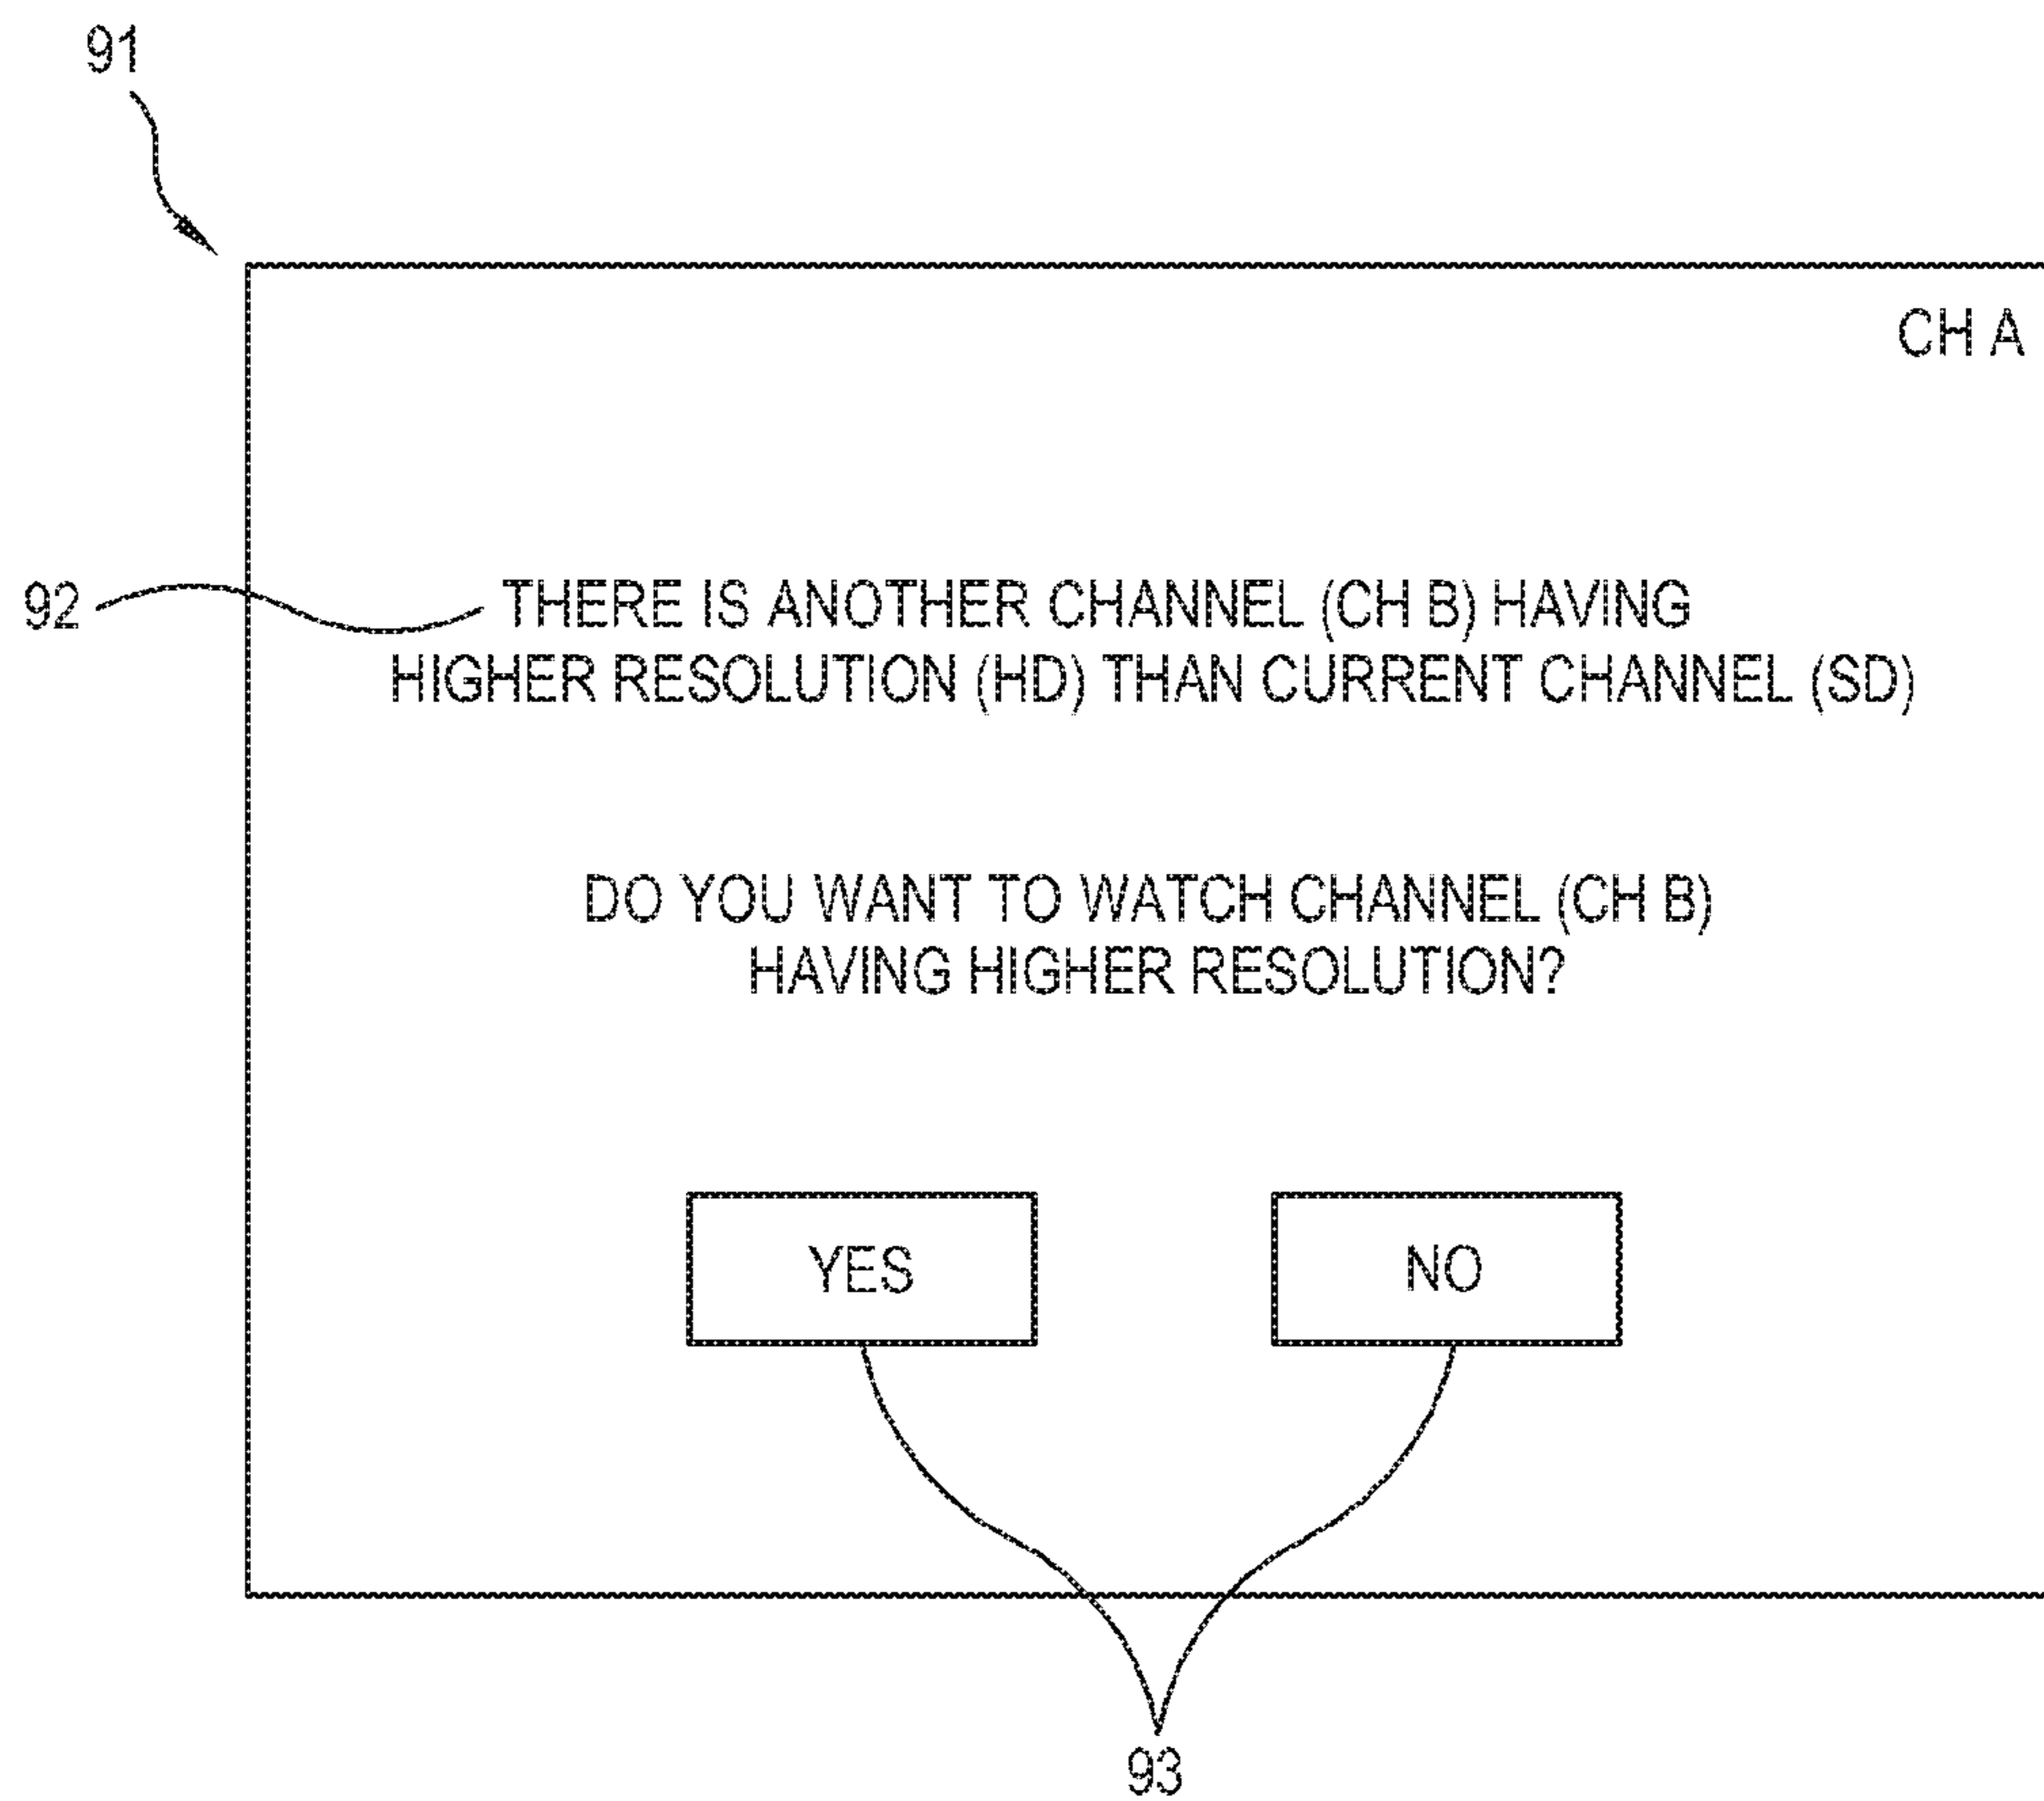 91
CH A
92
THERE IS ANOTHER CHANNEL (CH B) HAVING
HIGHER RESOLUTION (HD) THAN CURRENT CHANNEL (SD)
DO YOU WANT TO WATCH CHANNEL (CH B)
HAVING HIGHER RESOLUTION?
YES
NO
93